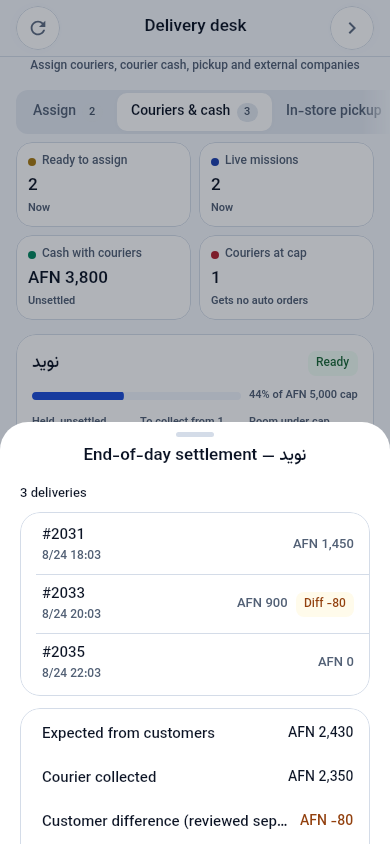 Delivery desk
Assign couriers, courier cash, pickup and external companies
Assign 2 Couriers & cash 3 In-store pickup
Ready to assign
2
Now
Live missions
2
Now
Cash with couriers
AFN 3,800
Unsettled
Couriers at cap
1
Gets no auto orders
نوید
Ready
44% of AFN 5,000 cap
Held, unsettled To collect from 1 Room under cap
End-of-day settlement — نوید
3 deliveries
#2031
8/24 18:03
AFN 1,450
#2033
8/24 20:03
AFN 900 Diff -80
#2035
8/24 22:03
AFN 0
Expected from customers AFN 2,430
Courier collected AFN 2,350
Customer difference (reviewed sep… AFN -80